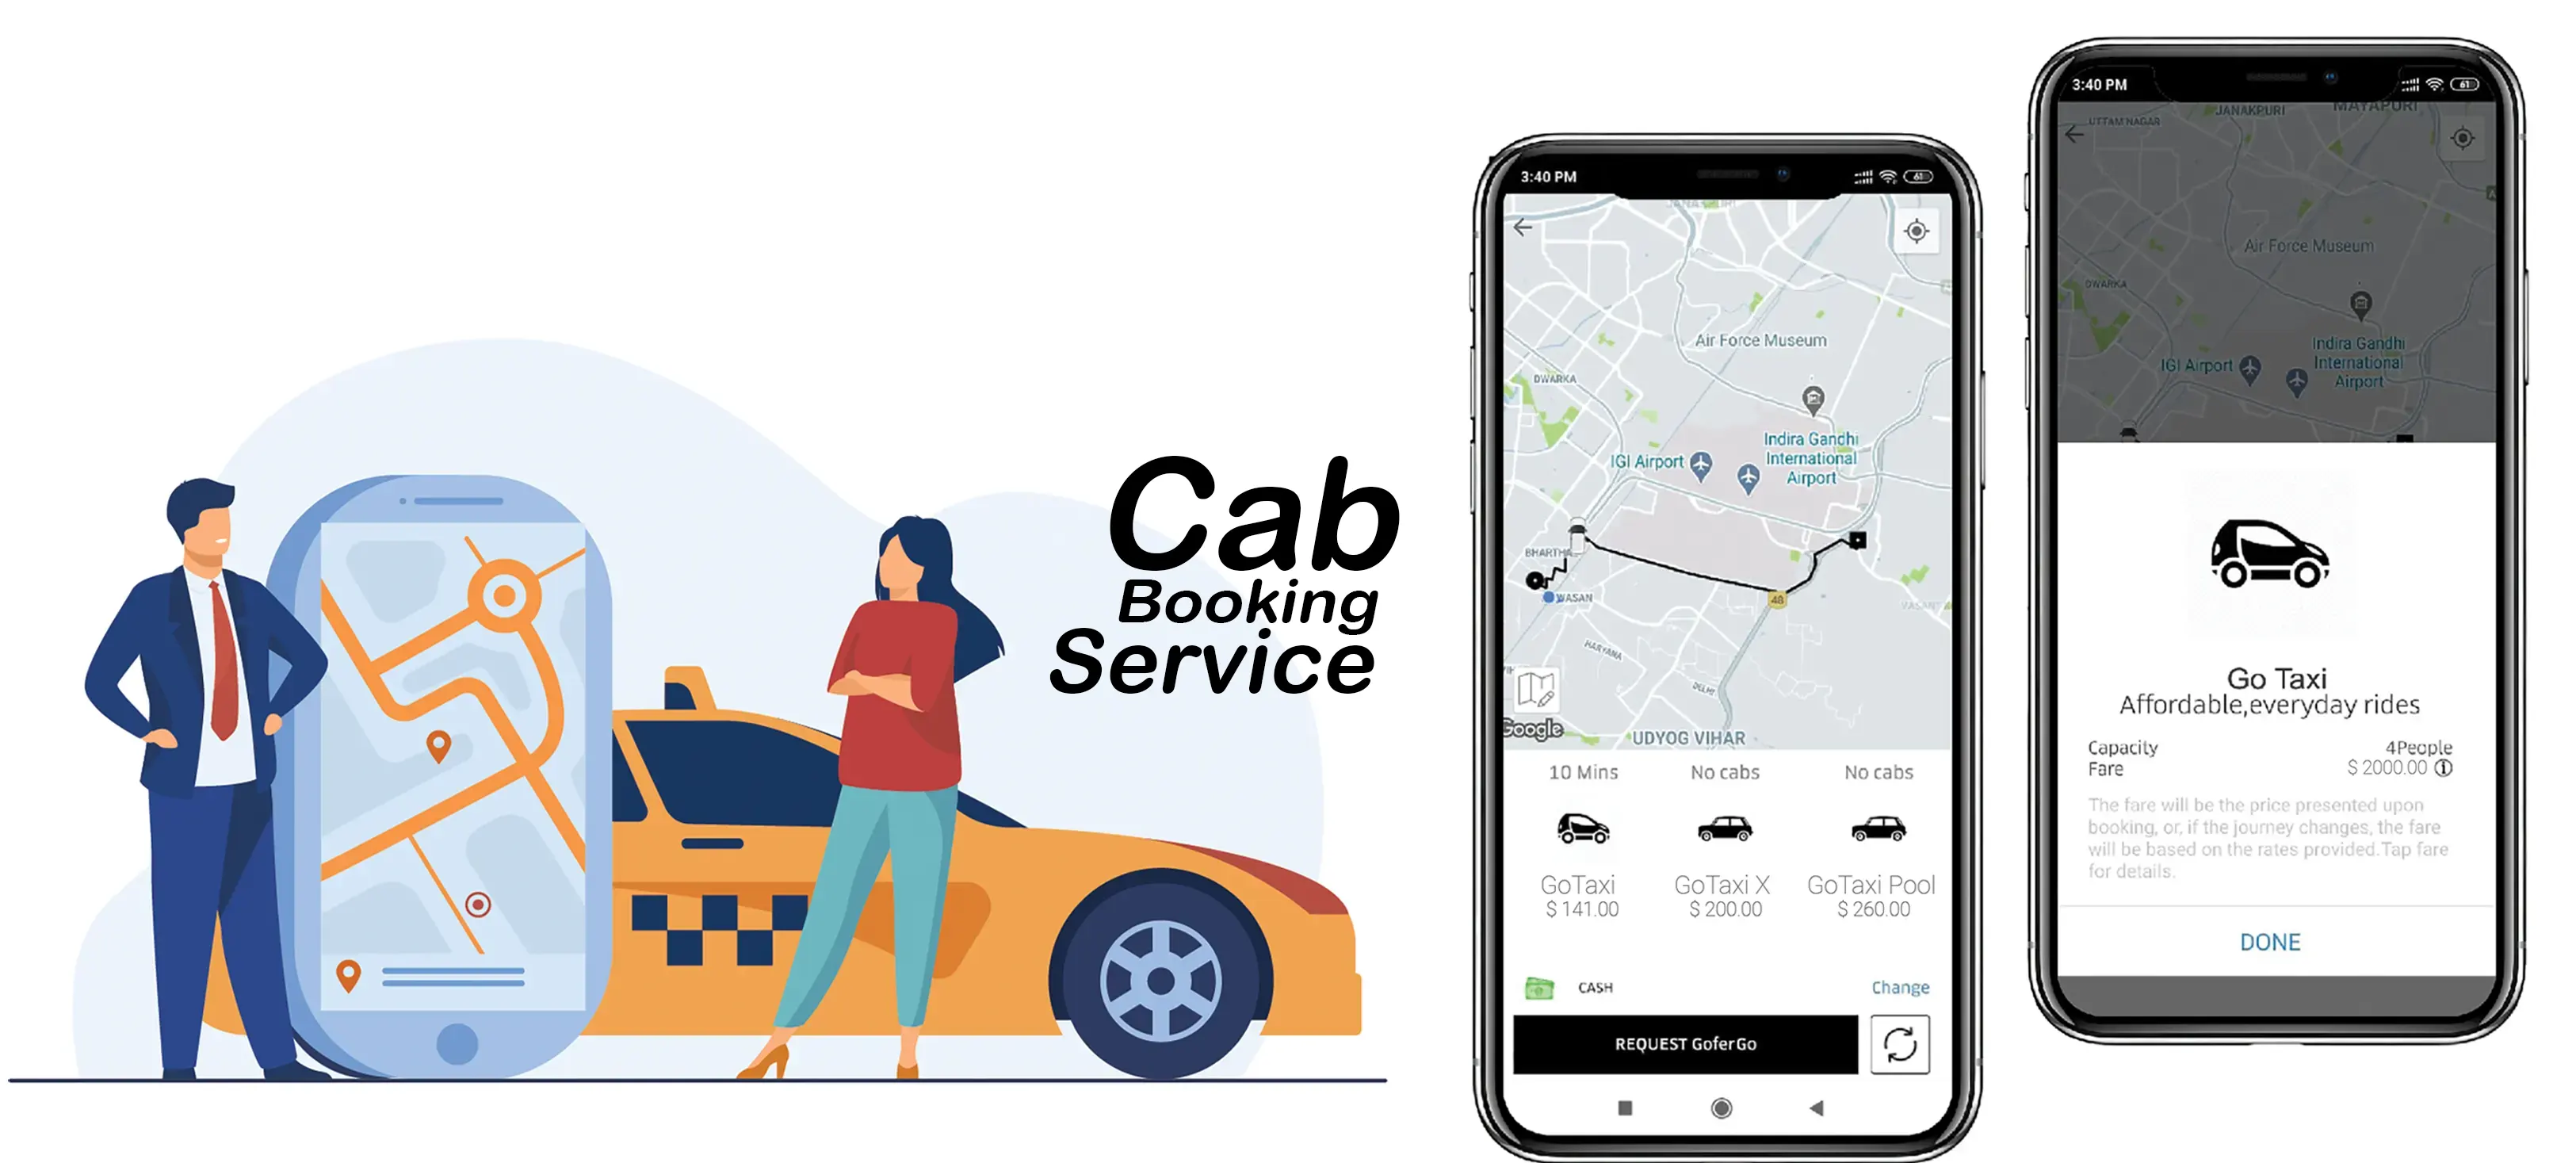 Cab
Booking
Service
3:40 PM
61
Air Force Museum
DWARKA
Indira Gandhi
International
Airport
IGI Airport
BHARTHA
WASAN
48
HARYANA
DELHI
Google
UDYOG VIHAR
10 Mins No cabs No cabs
GoTaxi GoTaxi X GoTaxi Pool
$ 141.00 $ 200.00 $ 260.00
CASH Change
REQUEST GoferGo
3:40 PM
61
JANAKPURI MAYAPURI
UTTAM NAGAR
Air Force Museum
DWARKA
Indira Gandhi
International
Airport
IGI Airport
Go Taxi
Affordable,everyday rides
Capacity 4People
Fare $ 2000.00
The fare will be the price presented upon
booking, or, if the journey changes, the fare
will be based on the rates provided.Tap fare
for details.
DONE